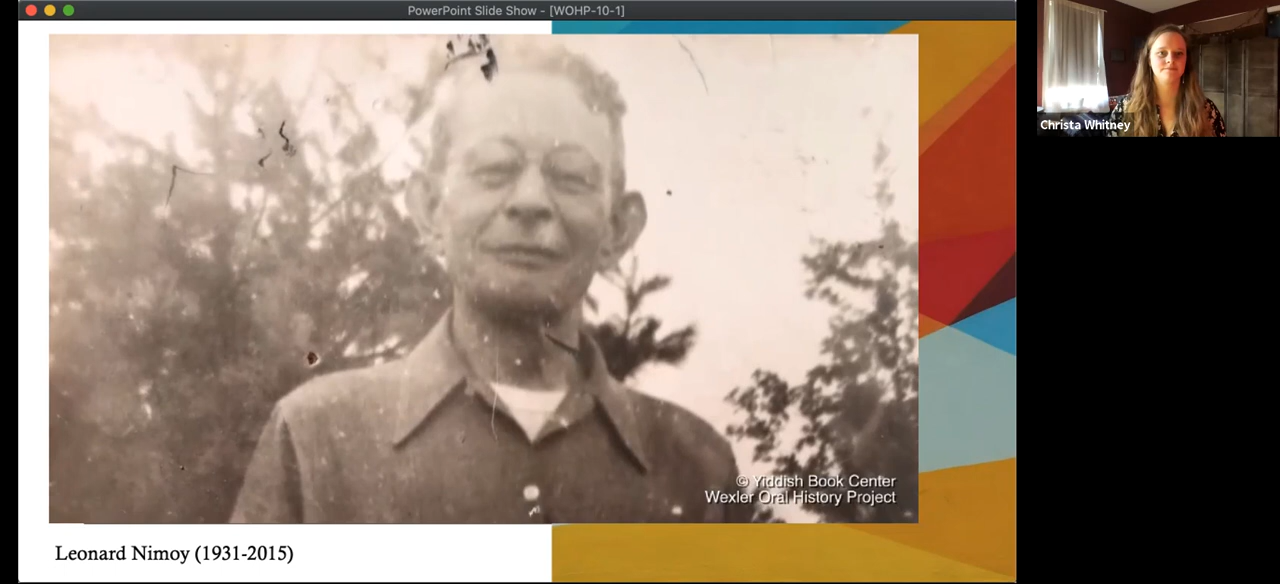 PowerPoint Slide Show - [WOHP-10-1]
Christa Whitney
© Yiddish Book Center
Wexler Oral History Project
Leonard Nimoy (1931-2015)